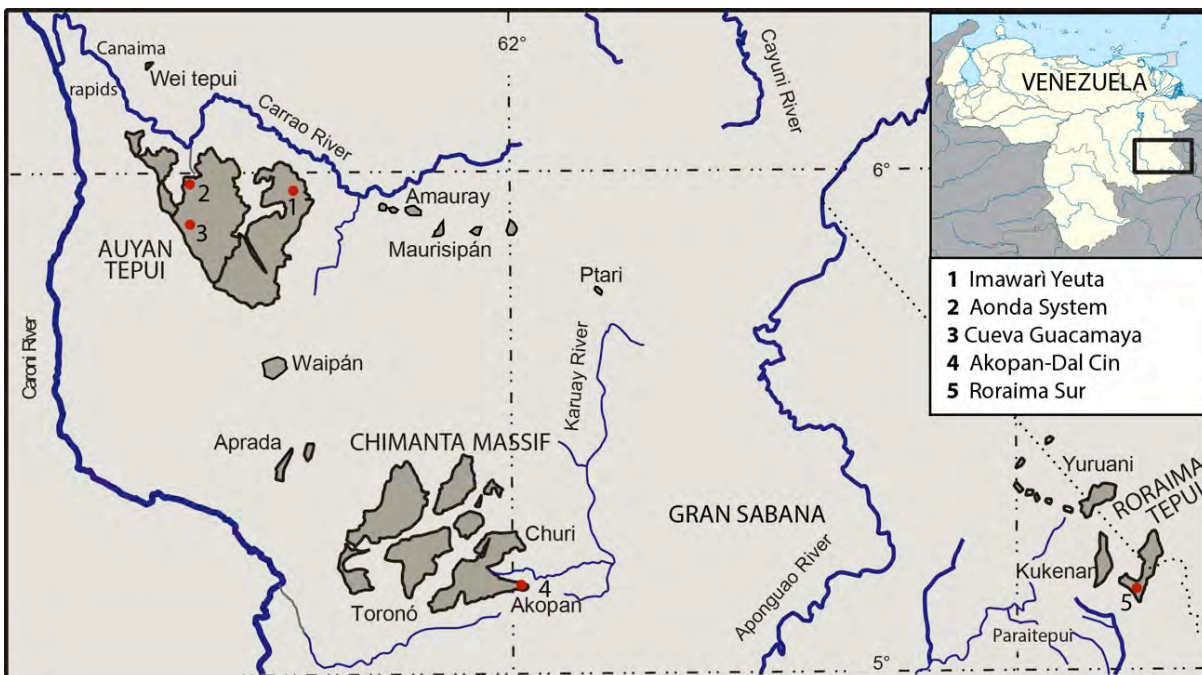 Canaima
rapids
Wei tepui
62°
Carrao River
Cayuni River
VENEZUELA
6°
2
1
3
Amauray
AUYAN
TEPUI
Maurisipán
Ptari
Caroni River
Waipán
Karuay River
Aponguao River
1 Imawarì Yeuta
2 Aonda System
3 Cueva Guacamaya
4 Akopan-Dal Cin
5 Roraima Sur
Aprada
CHIMANTA MASSIF
GRAN SABANA
Churi
4
Toronó
Akopan
Yuruani
RORAIMA
TEPUI
Kukenan
5
Paraitepui
5°